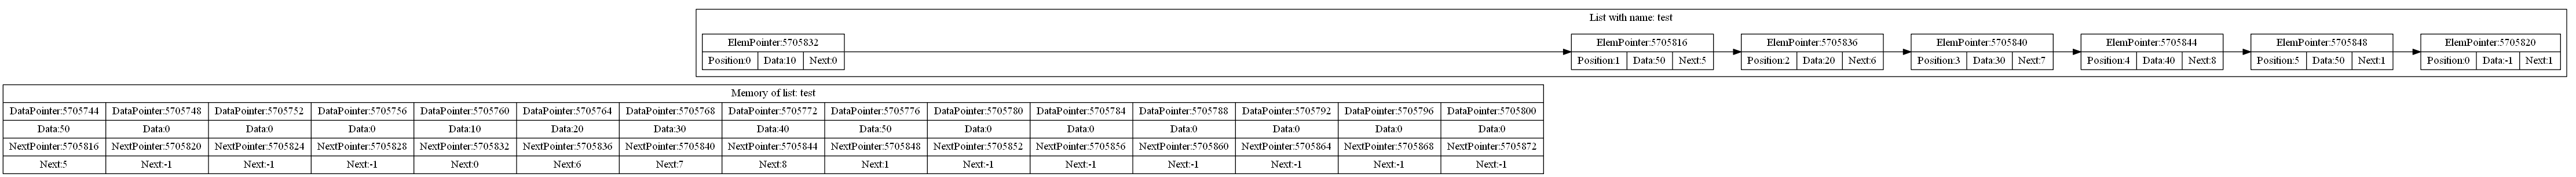 List with name: test
ElemPointer:5705832 ElemPointer:5705816 ElemPointer:5705836 ElemPointer:5705840 ElemPointer:5705844 ElemPointer:5705848 ElemPointer:5705820
Position:0 Data:10 Next:0 Position:1 Data:50 Next:5 Position:2 Data:20 Next:6 Position:3 Data:30 Next:7 Position:4 Data:40 Next:8 Position:5 Data:50 Next:1 Position:0 Data:-1 Next:1
Memory of list: test
DataPointer:5705744 DataPointer:5705748 DataPointer:5705752 DataPointer:5705756 DataPointer:5705760 DataPointer:5705764 DataPointer:5705768 DataPointer:5705772 DataPointer:5705776 DataPointer:5705780 DataPointer:5705784 DataPointer:5705788 DataPointer:5705792 DataPointer:5705796 DataPointer:5705800
Data:50 Data:0 Data:0 Data:0 Data:10 Data:20 Data:30 Data:40 Data:50 Data:0 Data:0 Data:0 Data:0 Data:0 Data:0
NextPointer:5705816 NextPointer:5705820 NextPointer:5705824 NextPointer:5705828 NextPointer:5705832 NextPointer:5705836 NextPointer:5705840 NextPointer:5705844 NextPointer:5705848 NextPointer:5705852 NextPointer:5705856 NextPointer:5705860 NextPointer:5705864 NextPointer:5705868 NextPointer:5705872
Next:5 Next:-1 Next:-1 Next:-1 Next:0 Next:6 Next:7 Next:8 Next:1 Next:-1 Next:-1 Next:-1 Next:-1 Next:-1 Next:-1